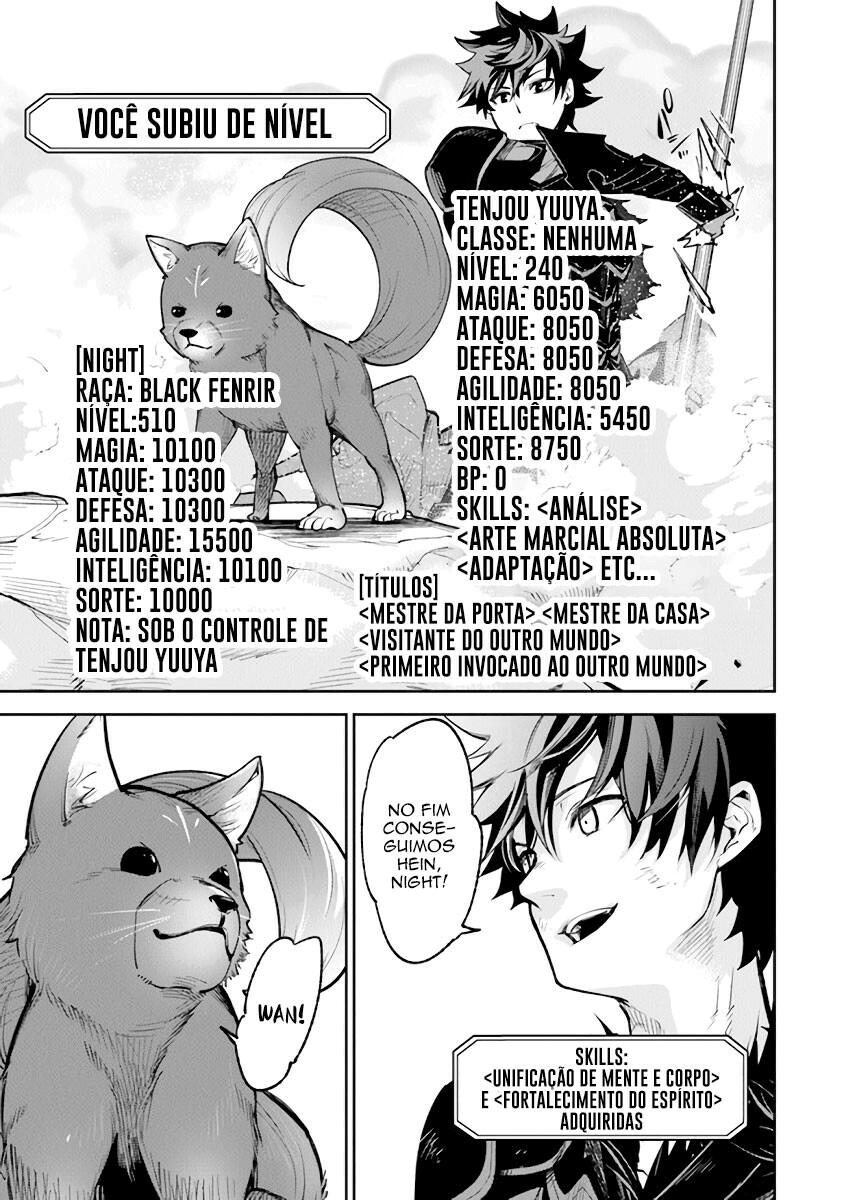 VOCÊ SUBIU DE NÍVEL
TENJOU YUUYA.
CLASSE: NENHUMA
NÍVEL: 240
MAGIA: 6050
ATAQUE: 8050
DEFESA: 8050
AGILIDADE: 8050
INTELIGÊNCIA: 5450
SORTE: 8750
BP: 0
SKILLS: <ANÁLISE>
<ARTE MARCIAL ABSOLUTA>
<ADAPTAÇÃO> ETC...
[TÍTULOS]
<MESTRE DA PORTA> <MESTRE DA CASA>
<VISITANTE DO OUTRO MUNDO>
<PRIMEIRO INVOCADO AO OUTRO MUNDO>
[NIGHT]
RAÇA: BLACK FENRIR
NÍVEL:510
MAGIA: 10100
ATAQUE: 10300
DEFESA: 10300
AGILIDADE: 15500
INTELIGÊNCIA: 10100
SORTE: 10000
NOTA: SOB O CONTROLE DE
TENJOU YUUYA
NO FIM
CONSE-
GUIMOS
HEIN,
NIGHT!
WAN!
SKILLS:
<UNIFICAÇÃO DE MENTE E CORPO>
E <FORTALECIMENTO DO ESPÍRITO>
ADQUIRIDAS